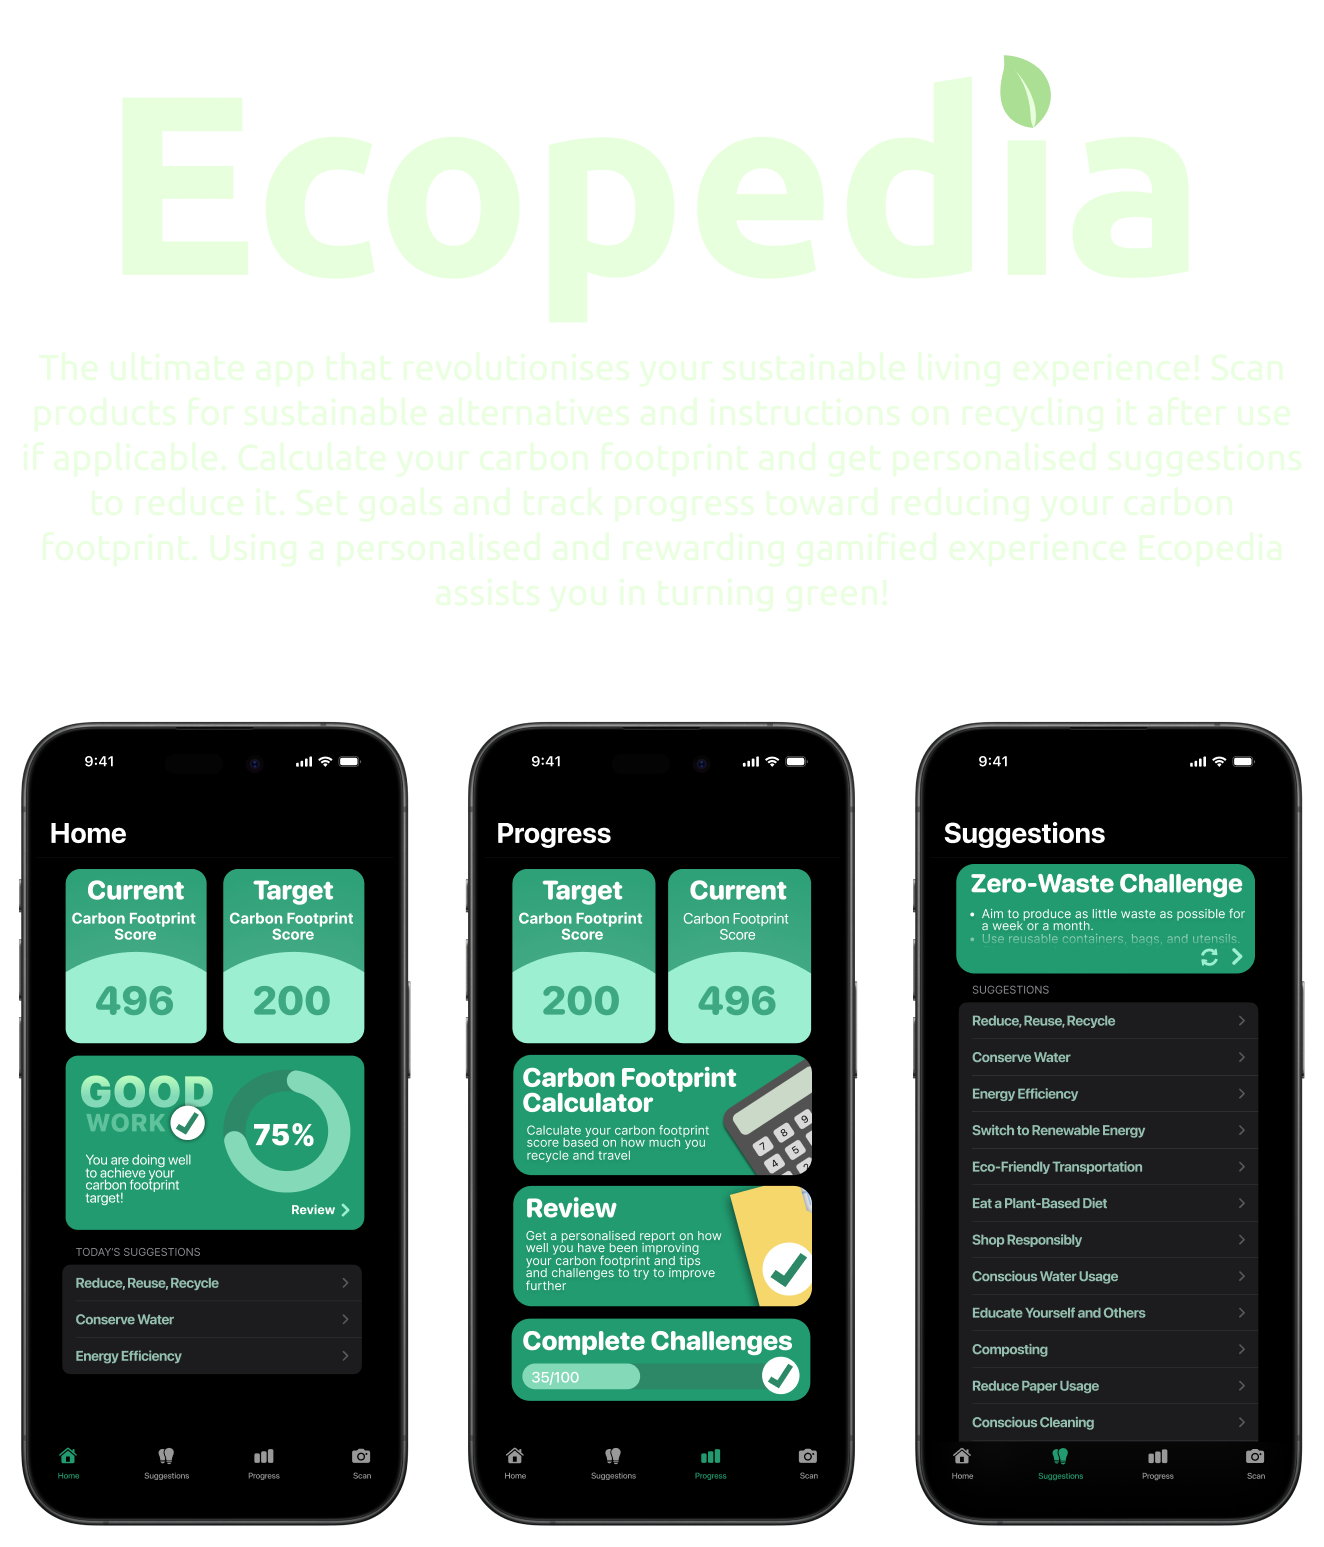 Ecopedia
The ultimate app that revolutionises your sustainable living experience! Scan
products for sustainable alternatives and instructions on recycling it after use
if applicable. Calculate your carbon footprint and get personalised suggestions
to reduce it. Set goals and track progress toward reducing your carbon
footprint. Using a personalised and rewarding gamified experience Ecopedia
assists you in turning green!
9:41
Home
Current
Carbon Footprint
Score
496
Target
Carbon Footprint
Score
200
GOOD
WORK
You are doing well
to achieve your
carbon footprint
target!
75%
Review
TODAY'S SUGGESTIONS
Reduce, Reuse, Recycle
Conserve Water
Energy Efficiency
Home
Suggestions
Progress
Scan
9:41
Progress
Target
Carbon Footprint
Score
200
Current
Carbon Footprint
Score
496
Carbon Footprint
Calculator
Calculate your carbon footprint
score based on how much you
recycle and travel
7 8 9
4 5
2
Review
Get a personalised report on how
well you have been improving
your carbon footprint and tips
and challenges to try to improve
further
Complete Challenges
35/100
Home
Suggestions
Progress
Scan
9:41
Suggestions
Zero-Waste Challenge
• Aim to produce as little waste as possible for
a week or a month.
• Use reusable containers, bags, and utensils.
SUGGESTIONS
Reduce, Reuse, Recycle
Conserve Water
Energy Efficiency
Switch to Renewable Energy
Eco-Friendly Transportation
Eat a Plant-Based Diet
Shop Responsibly
Conscious Water Usage
Educate Yourself and Others
Composting
Reduce Paper Usage
Conscious Cleaning
Home
Suggestions
Progress
Scan